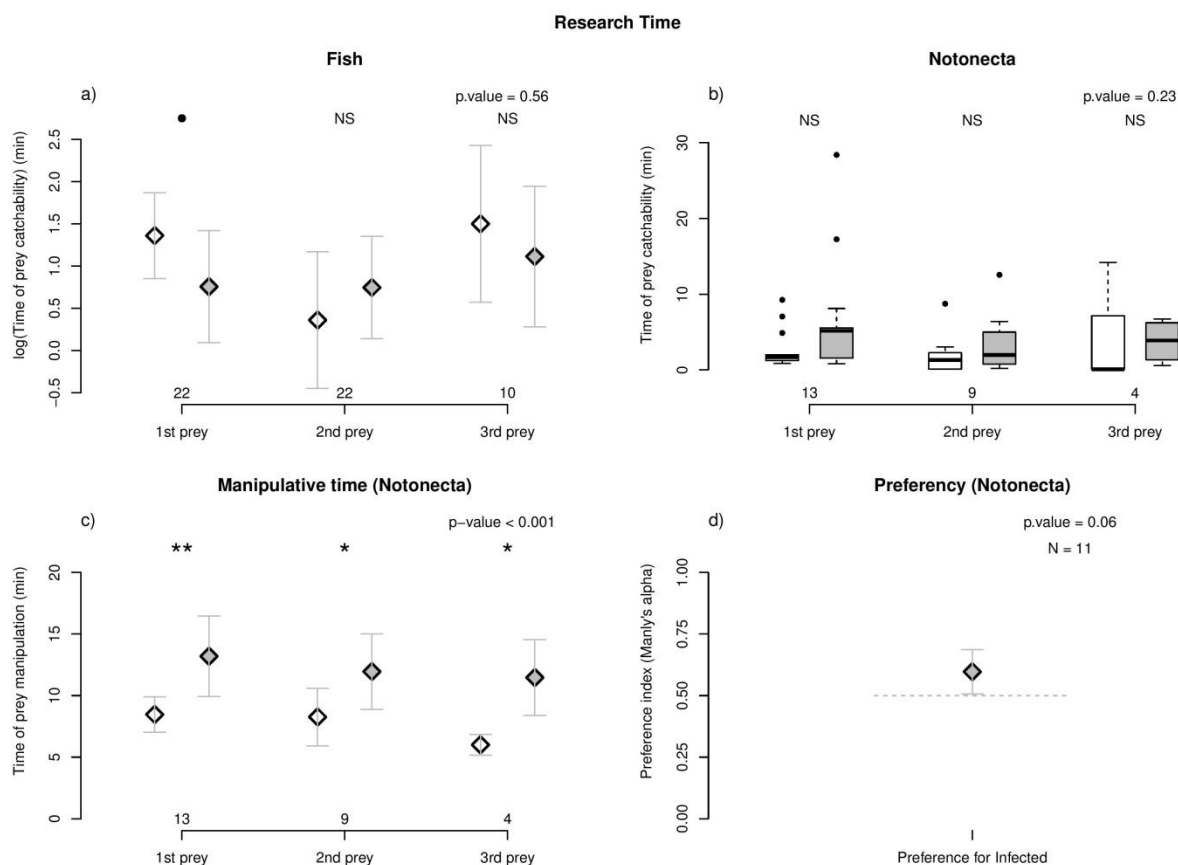 Research Time
Fish
a)
p.value = 0.56
NS
NS
log(Time of prey catchability) (min)
2.5
2.0
1.5
1.0
0.5
0.0
−0.5
22
22
10
1st prey
2nd prey
3rd prey
Notonecta
b)
p.value = 0.23
NS
NS
NS
Time of prey catchability (min)
30
20
10
0
13
9
4
1st prey
2nd prey
3rd prey
Manipulative time (Notonecta)
c)
p−value < 0.001
**
*
*
Time of prey manipulation (min)
20
15
10
5
0
13
9
4
1st prey
2nd prey
3rd prey
Preferency (Notonecta)
d)
p.value = 0.06
N = 11
Preference index (Manly's alpha)
1.00
0.75
0.50
0.25
0.00
Preference for Infected